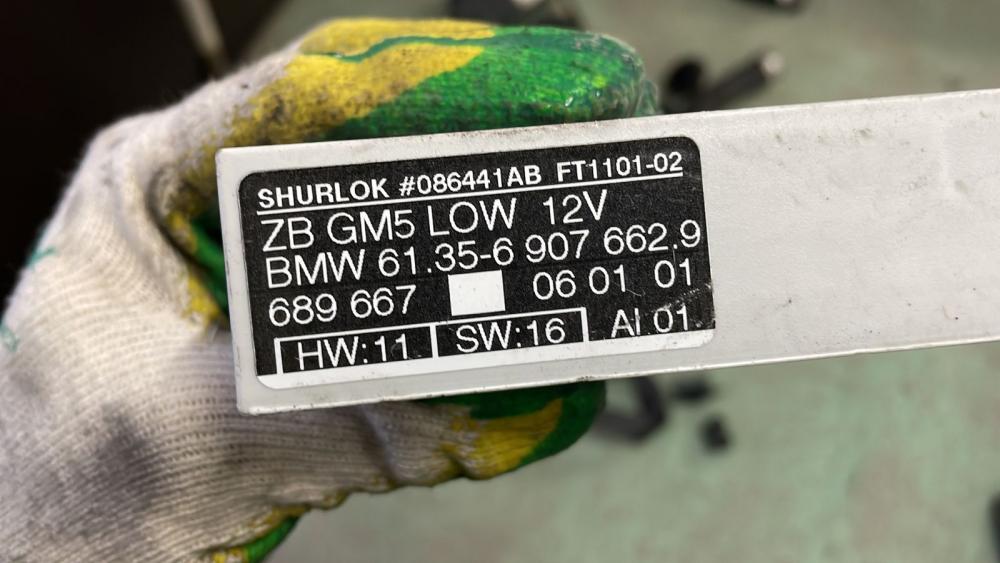 SHURLOK #086441AB FT1101-02
ZB GM5 LOW 12V
BMW 61.35-6 907 662.9
689 667 06 01 01
HW:11 SW:16 AI 01